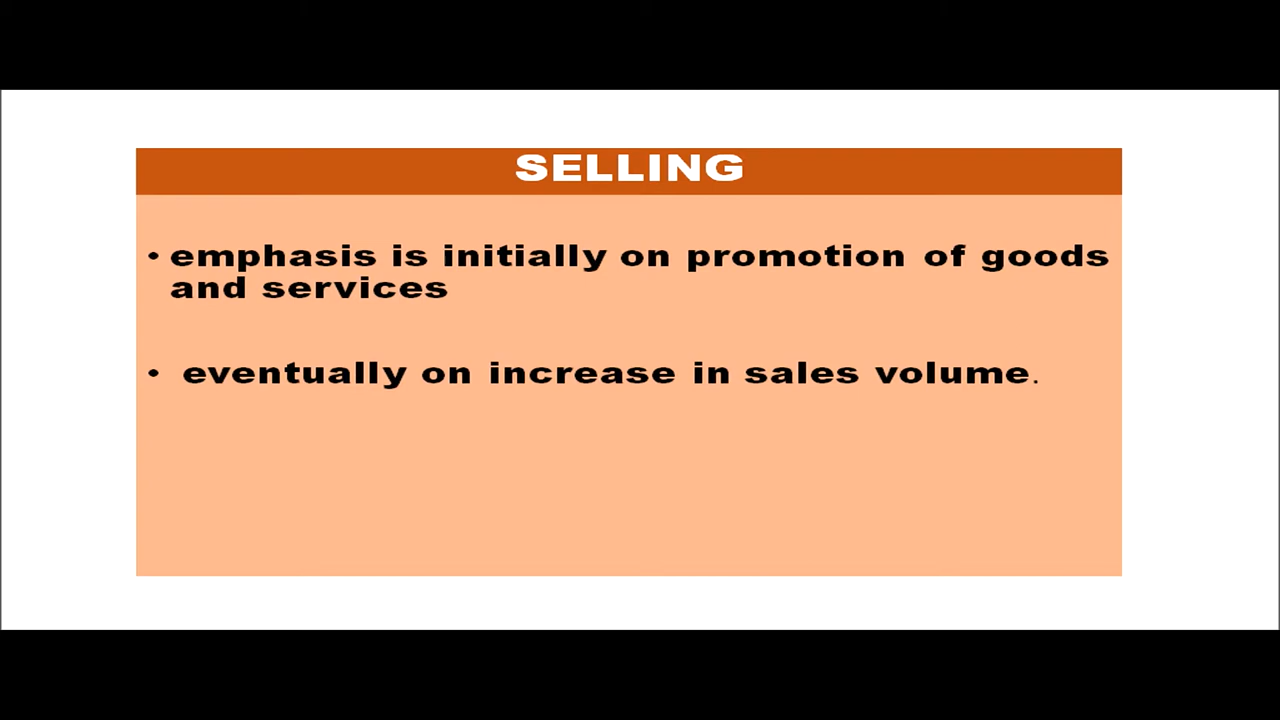 SELLING
• emphasis is initially on promotion of goods
and services
• eventually on increase in sales volume.